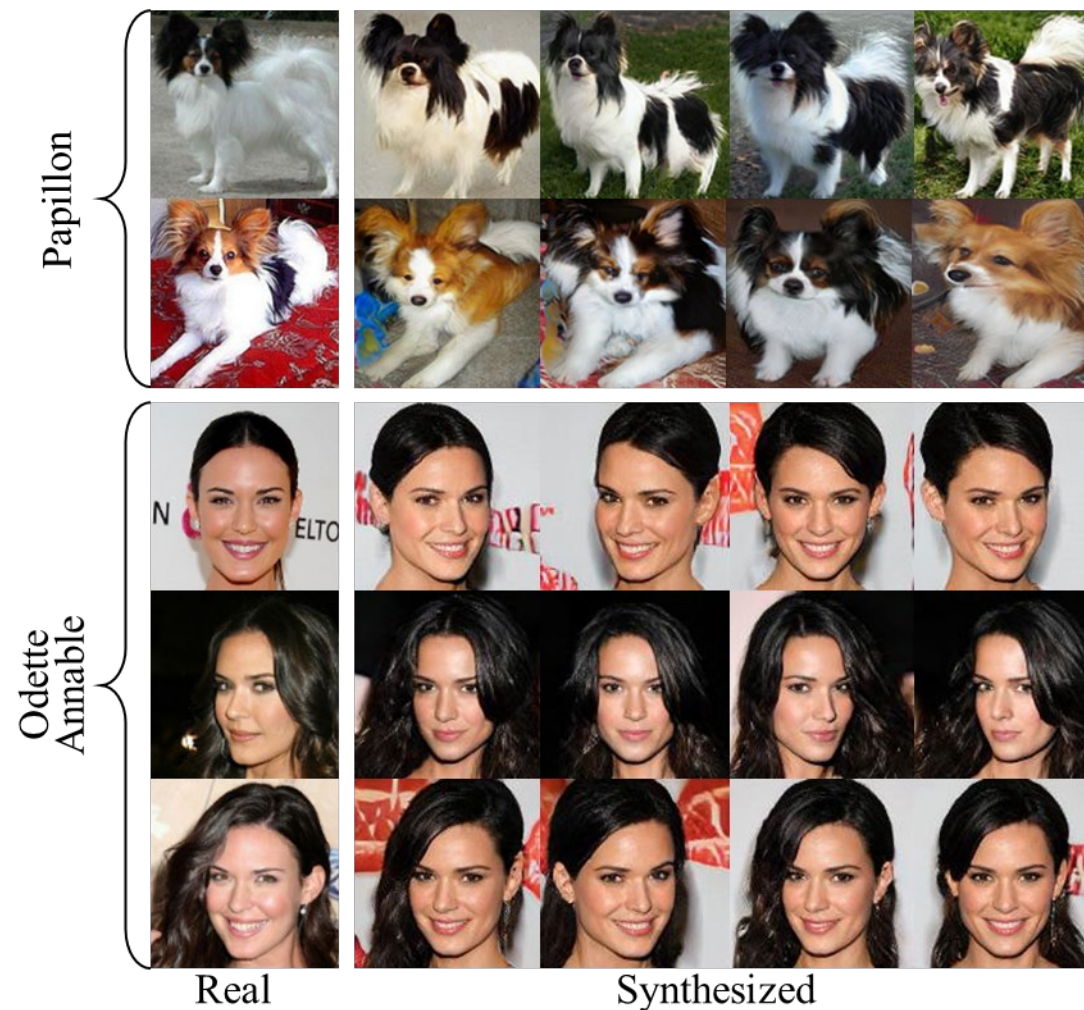 Papillon
N
ELTO
Odette
Annable
Real
Synthesized